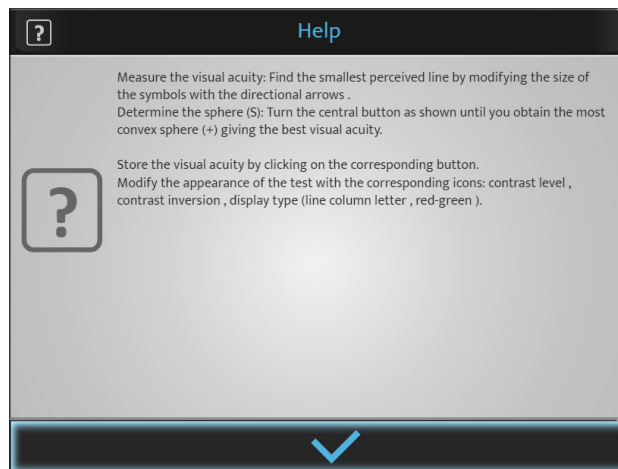 ?
Help
Measure the visual acuity: Find the smallest perceived line by modifying the size of
the symbols with the directional arrows .
Determine the sphere (S): Turn the central button as shown until you obtain the most
convex sphere (+) giving the best visual acuity.
Store the visual acuity by clicking on the corresponding button.
Modify the appearance of the test with the corresponding icons: contrast level ,
contrast inversion , display type (line column letter , red-green ).
?